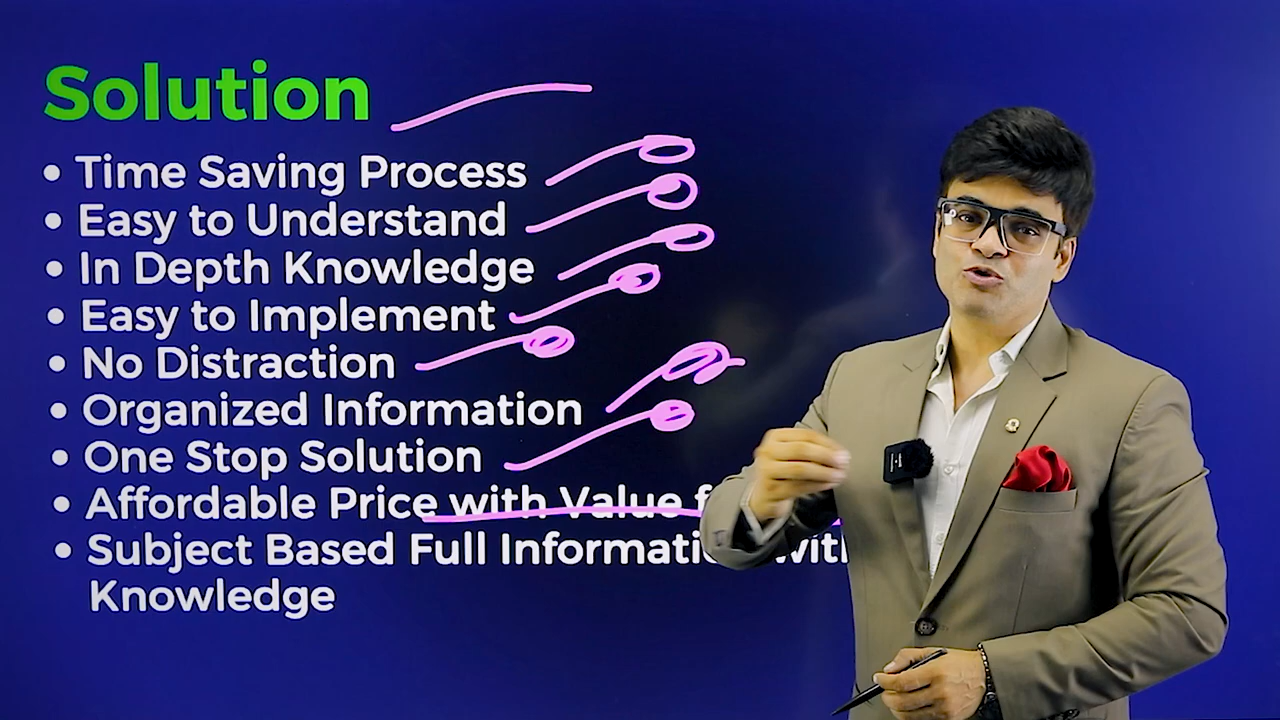 Solution
• Time Saving Process
• Easy to Understand
• In Depth Knowledge
• Easy to Implement
• No Distraction
• Organized Information
• One Stop Solution
• Affordable Price with Value
• Subject Based Full
Knowledge